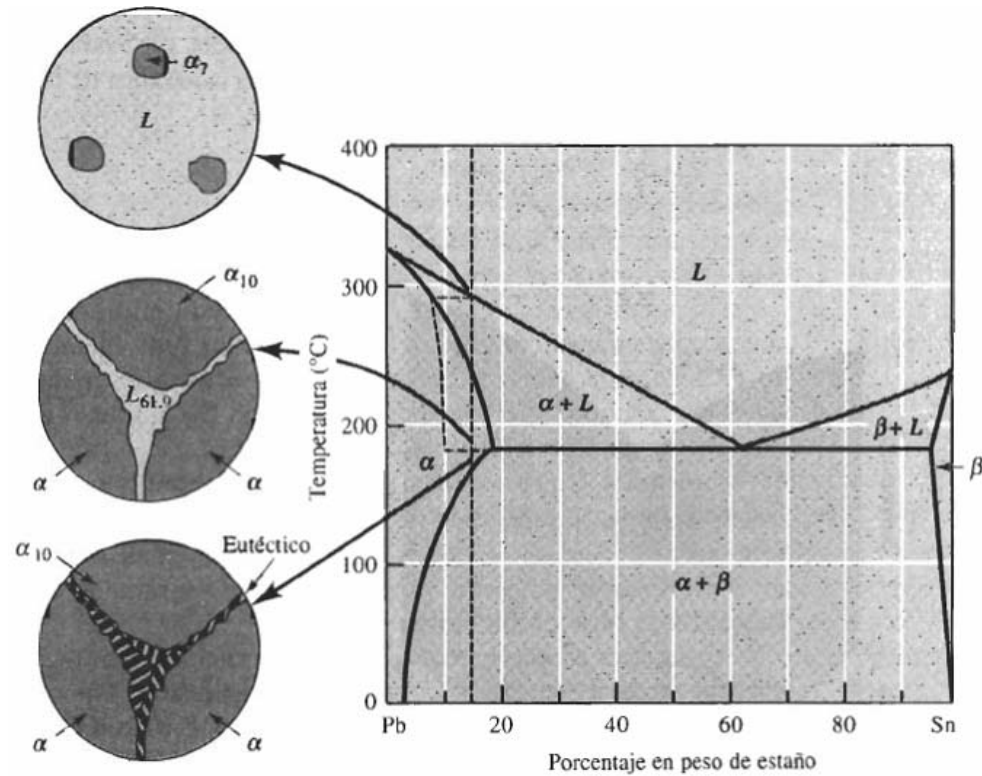 α₇
L
α₁₀
L₆₁.₉
α
α
α₁₀
Eutéctico
α
α
Temperatura (°C)
400
300
200
100
0
L
α + L
β + L
α
β
α + β
Pb
20
40
60
80
Sn
Porcentaje en peso de estaño